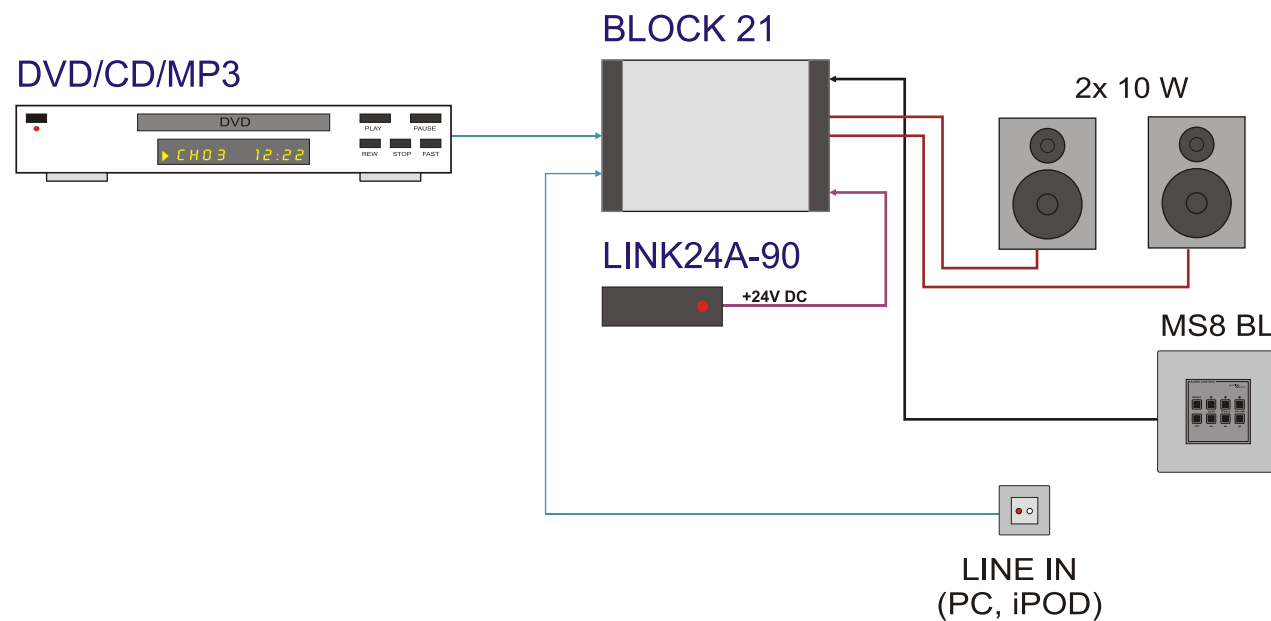 BLOCK 21
DVD/CD/MP3
2x 10 W
DVD
PLAY PAUSE
CH03 12:22
REW STOP FAST
LINK24A-90
+24V DC
MS8 BL
LINE IN
(PC, iPOD)